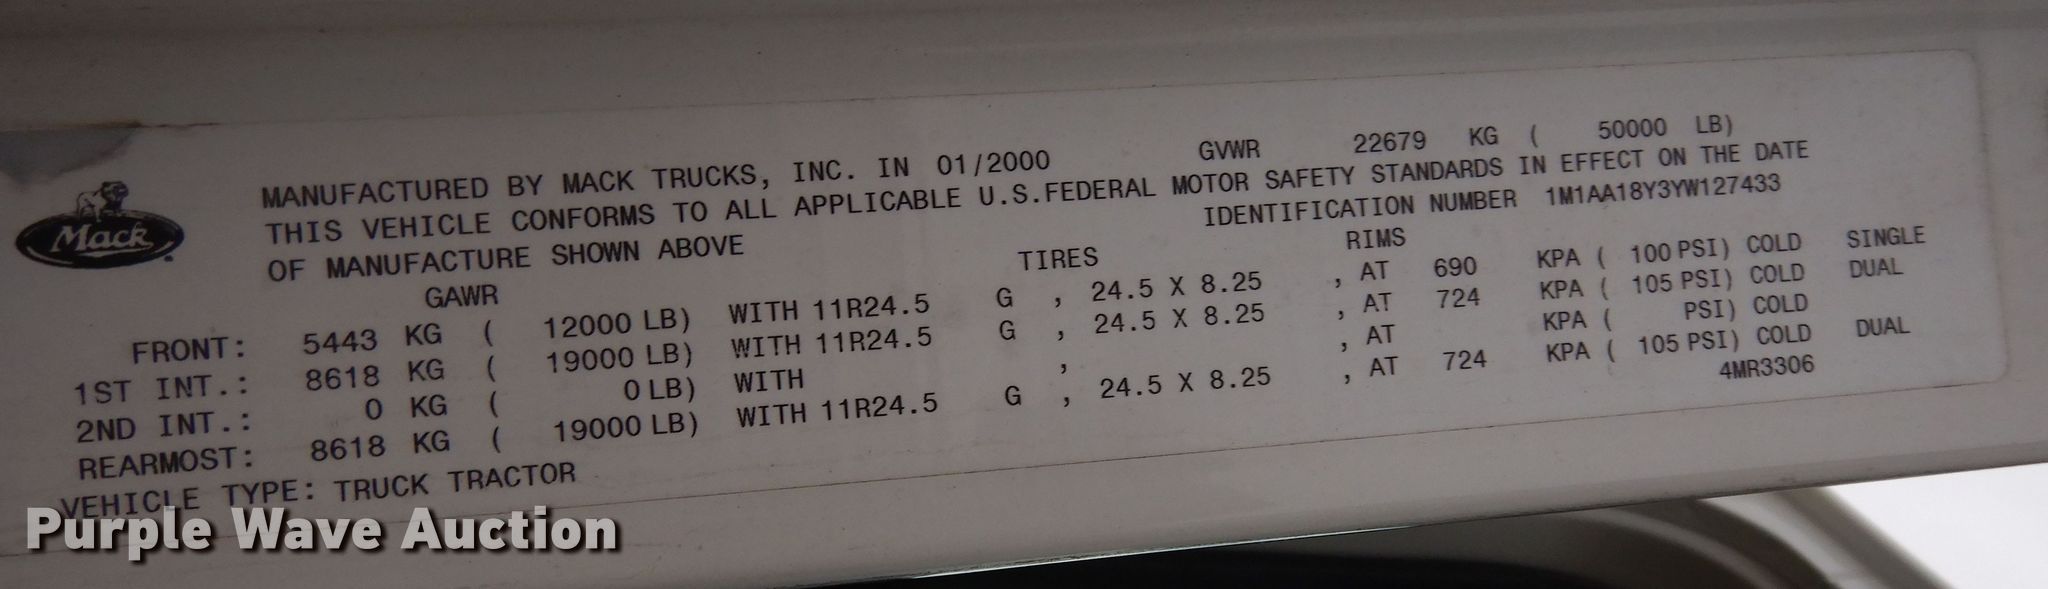 MANUFACTURED BY MACK TRUCKS, INC. IN 01/2000 GVWR 22679 KG ( 50000 LB)
THIS VEHICLE CONFORMS TO ALL APPLICABLE U.S.FEDERAL MOTOR SAFETY STANDARDS IN EFFECT ON THE DATE
OF MANUFACTURE SHOWN ABOVE IDENTIFICATION NUMBER 1M1AA18Y3YW127433
Mack
GAWR TIRES RIMS
FRONT: 5443 KG ( 12000 LB) WITH 11R24.5 G , 24.5 X 8.25 , AT 690 KPA ( 100 PSI) COLD SINGLE
1ST INT.: 8618 KG ( 19000 LB) WITH 11R24.5 G , 24.5 X 8.25 , AT 724 KPA ( 105 PSI) COLD DUAL
2ND INT.: 0 KG ( 0 LB) WITH , , AT KPA ( PSI) COLD
REARMOST: 8618 KG ( 19000 LB) WITH 11R24.5 G , 24.5 X 8.25 , AT 724 KPA ( 105 PSI) COLD DUAL
VEHICLE TYPE: TRUCK TRACTOR 4MR3306
Purple Wave Auction